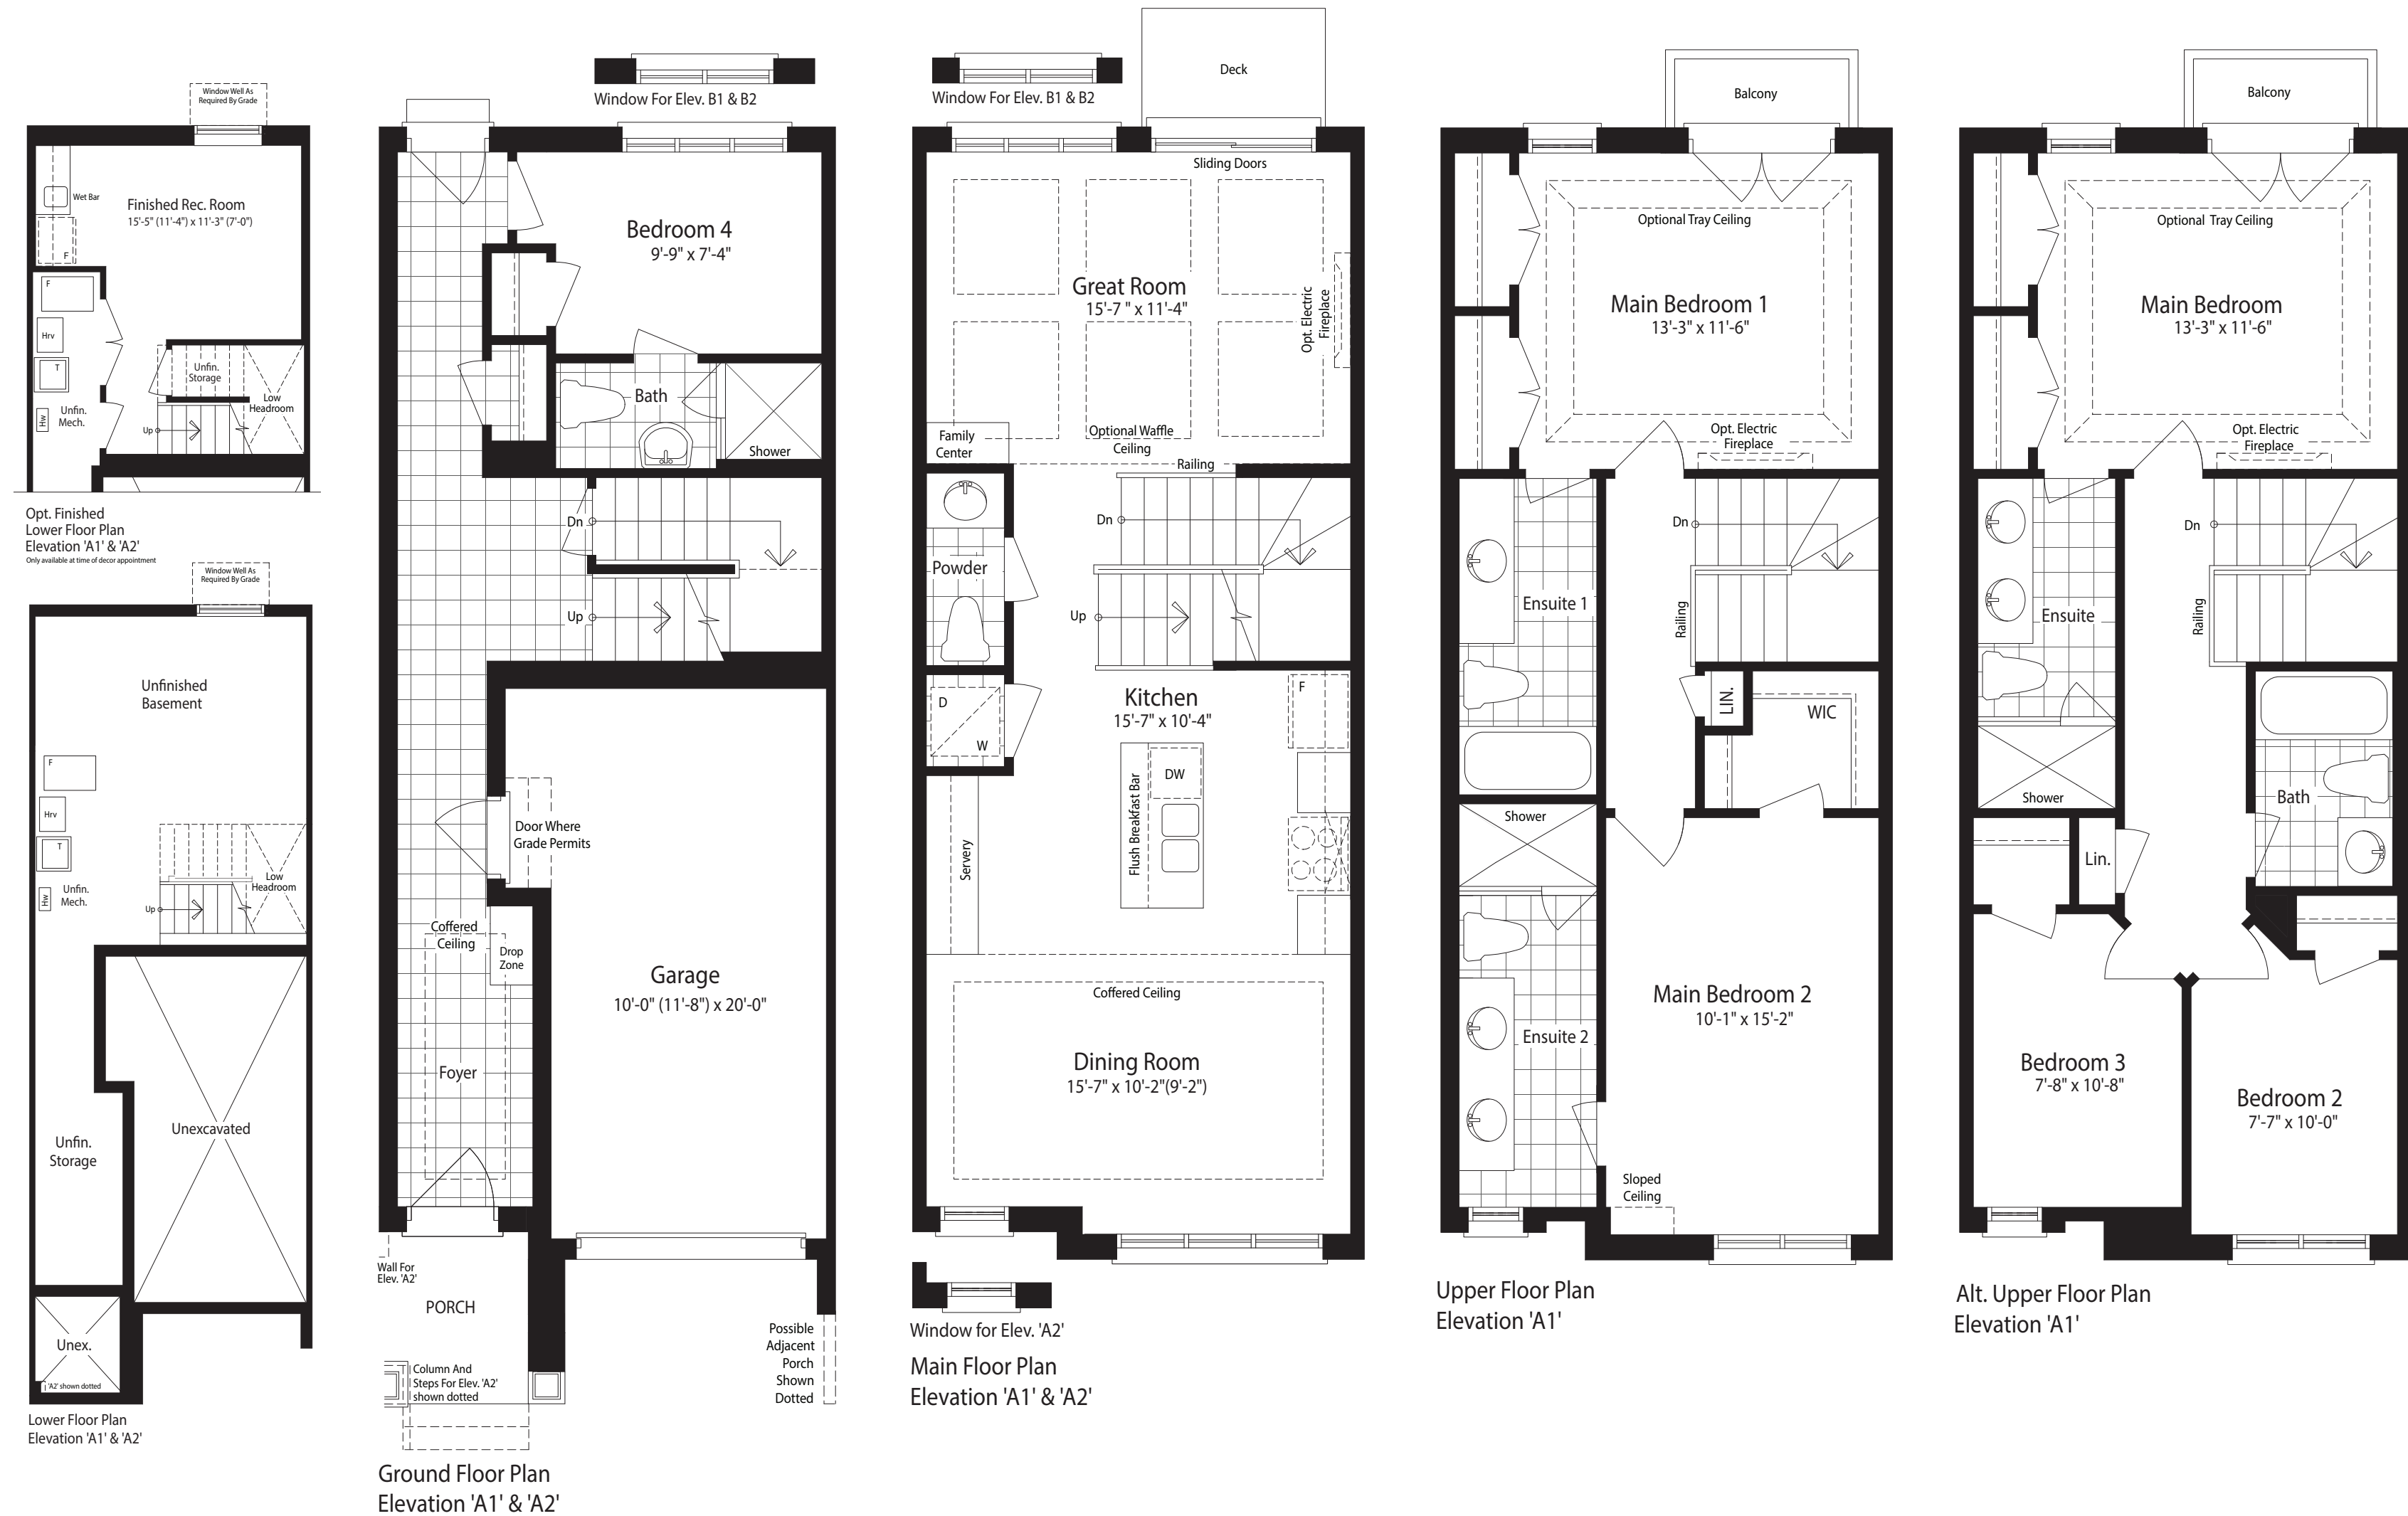 Window Well As
Required By Grade
Wet Bar
Finished Rec. Room
15'-5" (11'-4") x 11'-3" (7'-0")
F
F
Hrv
T
Unfin.
Storage
Low
Headroom
Hw
Unfin.
Mech.
Up
Opt. Finished
Lower Floor Plan
Elevation 'A1' & 'A2'
Only available at time of decor appointment
Window Well As
Required By Grade
Unfinished
Basement
F
Hrv
T
Low
Headroom
Hw
Unfin.
Mech.
Up
Unexcavated
Unfin.
Storage
Unex.
'A2' shown dotted
Lower Floor Plan
Elevation 'A1' & 'A2'
Window For Elev. B1 & B2
Bedroom 4
9'-9" x 7'-4"
Bath
Shower
Dn
Up
Door Where
Grade Permits
Coffered
Ceiling
Drop
Zone
Garage
10'-0" (11'-8") x 20'-0"
Foyer
Wall For
Elev. 'A2'
PORCH
Column And
Steps For Elev. 'A2'
shown dotted
Possible
Adjacent
Porch
Shown
Dotted
Ground Floor Plan
Elevation 'A1' & 'A2'
Window For Elev. B1 & B2
Deck
Sliding Doors
Great Room
15'-7 " x 11'-4"
Opt. Electric
Fireplace
Family
Center
Optional Waffle
Ceiling
Railing
Dn
Powder
Up
D
W
Kitchen
15'-7" x 10'-4"
F
DW
Flush Breakfast Bar
Servery
Coffered Ceiling
Dining Room
15'-7" x 10'-2"(9'-2")
Window for Elev. 'A2'
Main Floor Plan
Elevation 'A1' & 'A2'
Balcony
Optional Tray Ceiling
Main Bedroom 1
13'-3" x 11'-6"
Opt. Electric
Fireplace
Dn
Ensuite 1
Railing
LIN.
WIC
Shower
Main Bedroom 2
10'-1" x 15'-2"
Ensuite 2
Sloped
Ceiling
Upper Floor Plan
Elevation 'A1'
Balcony
Optional Tray Ceiling
Main Bedroom
13'-3" x 11'-6"
Opt. Electric
Fireplace
Dn
Ensuite
Railing
Shower
Bath
Lin.
Bedroom 3
7'-8" x 10'-8"
Bedroom 2
7'-7" x 10'-0"
Alt. Upper Floor Plan
Elevation 'A1'